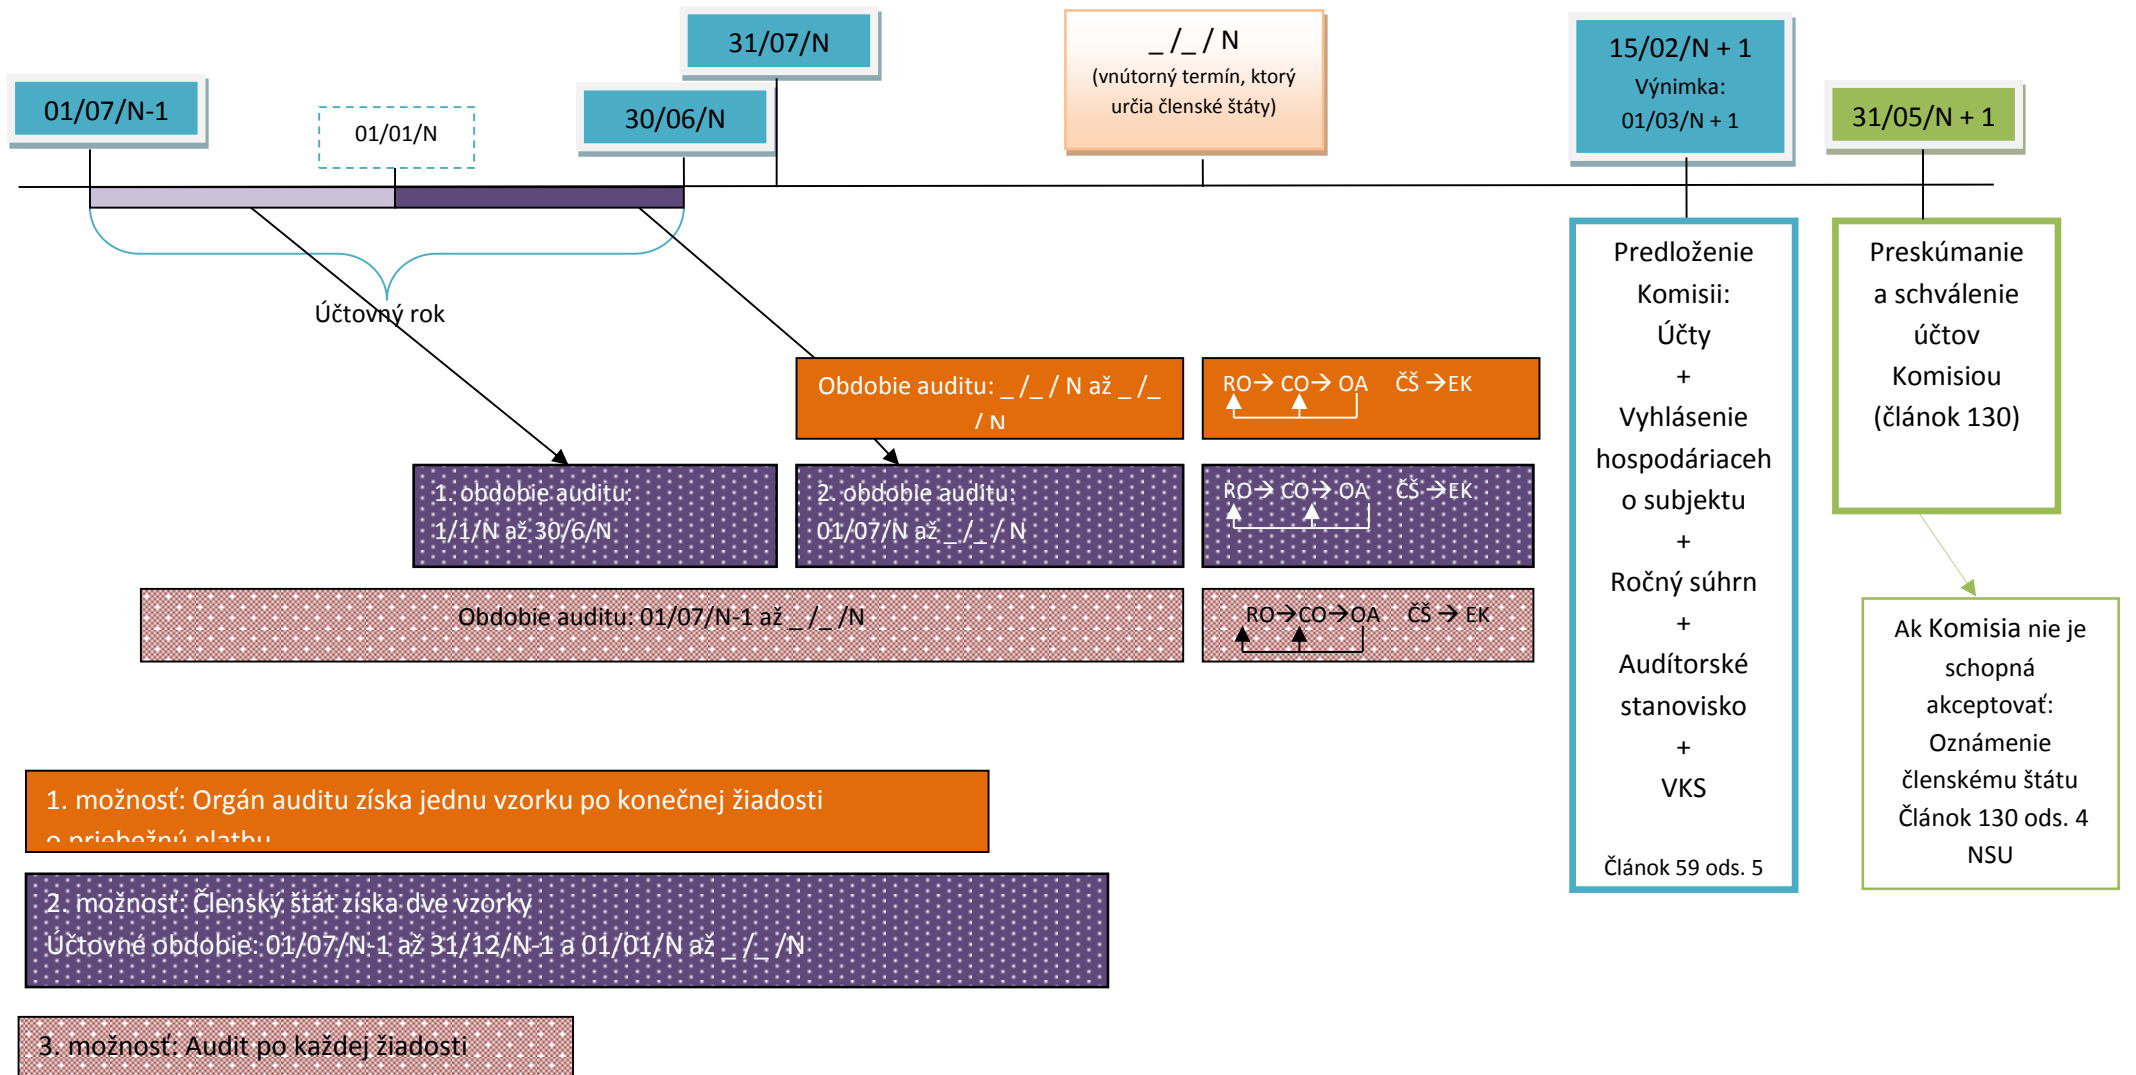 31/07/N
_ /_ / N
(vnútorný termín, ktorý
určia členské štáty)
15/02/N + 1
Výnimka:
01/03/N + 1
01/07/N-1
01/01/N
30/06/N
31/05/N + 1
Účtovný rok
Predloženie
Komisii:
Účty
+
Vyhlásenie
hospodáriaceh
o subjektu
+
Ročný súhrn
+
Audítorské
stanovisko
+
VKS
Článok 59 ods. 5
Preskúmanie
a schválenie
účtov
Komisiou
(článok 130)
Obdobie auditu: _ /_ / N až _ /_
/ N
RO→ CO→ OA ČŠ →EK
1. obdobie auditu:
1/1/N až 30/6/N
2. obdobie auditu:
01/07/N až _ /_ / N
RO→ CO→ OA ČŠ →EK
Obdobie auditu: 01/07/N-1 až _ /_ /N
RO→CO→OA ČŠ → EK
Ak Komisia nie je
schopná
akceptovať:
Oznámenie
členskému štátu
Článok 130 ods. 4
NSU
1. možnosť: Orgán auditu získa jednu vzorku po konečnej žiadosti
o priebežnú platbu
2. možnosť: Členský štát získa dve vzorky
Účtovné obdobie: 01/07/N-1 až 31/12/N-1 a 01/01/N až _ /_ /N
3. možnosť: Audit po každej žiadosti